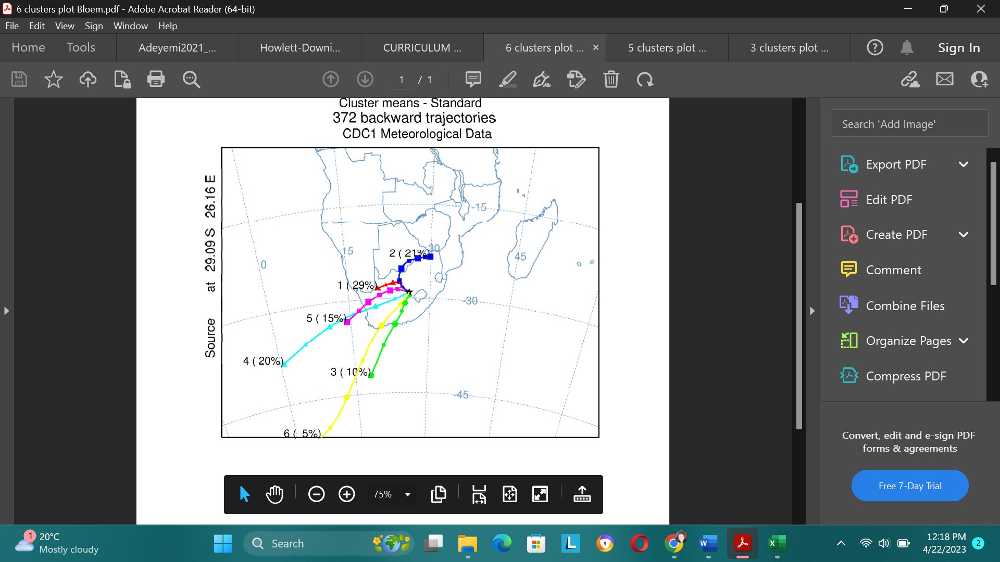 6 clusters plot Bloem.pdf - Adobe Acrobat Reader (64-bit)
File Edit View Sign Window Help
Home Tools Adeyemi2021_... Howlett-Downi... CURRICULUM ... 6 clusters plot ... × 5 clusters plot ... 3 clusters plot ... Sign In
1 / 1
Cluster means - Standard
372 backward trajectories
CDC1 Meteorological Data
Source at 29.09 S 26.16 E
-15
30
15
2 ( 21%)
45
0
1 ( 29%)
-30
5 ( 15%)
4 ( 20%)
3 ( 10%)
-45
6 ( 5%)
Search 'Add Image'
Export PDF
Edit PDF
Create PDF
Comment
Combine Files
Organize Pages
Compress PDF
Convert, edit and e-sign PDF
forms & agreements
Free 7-Day Trial
75%
1
20°C
Mostly cloudy
Search
L
W
X
12:18 PM
4/22/2023
2